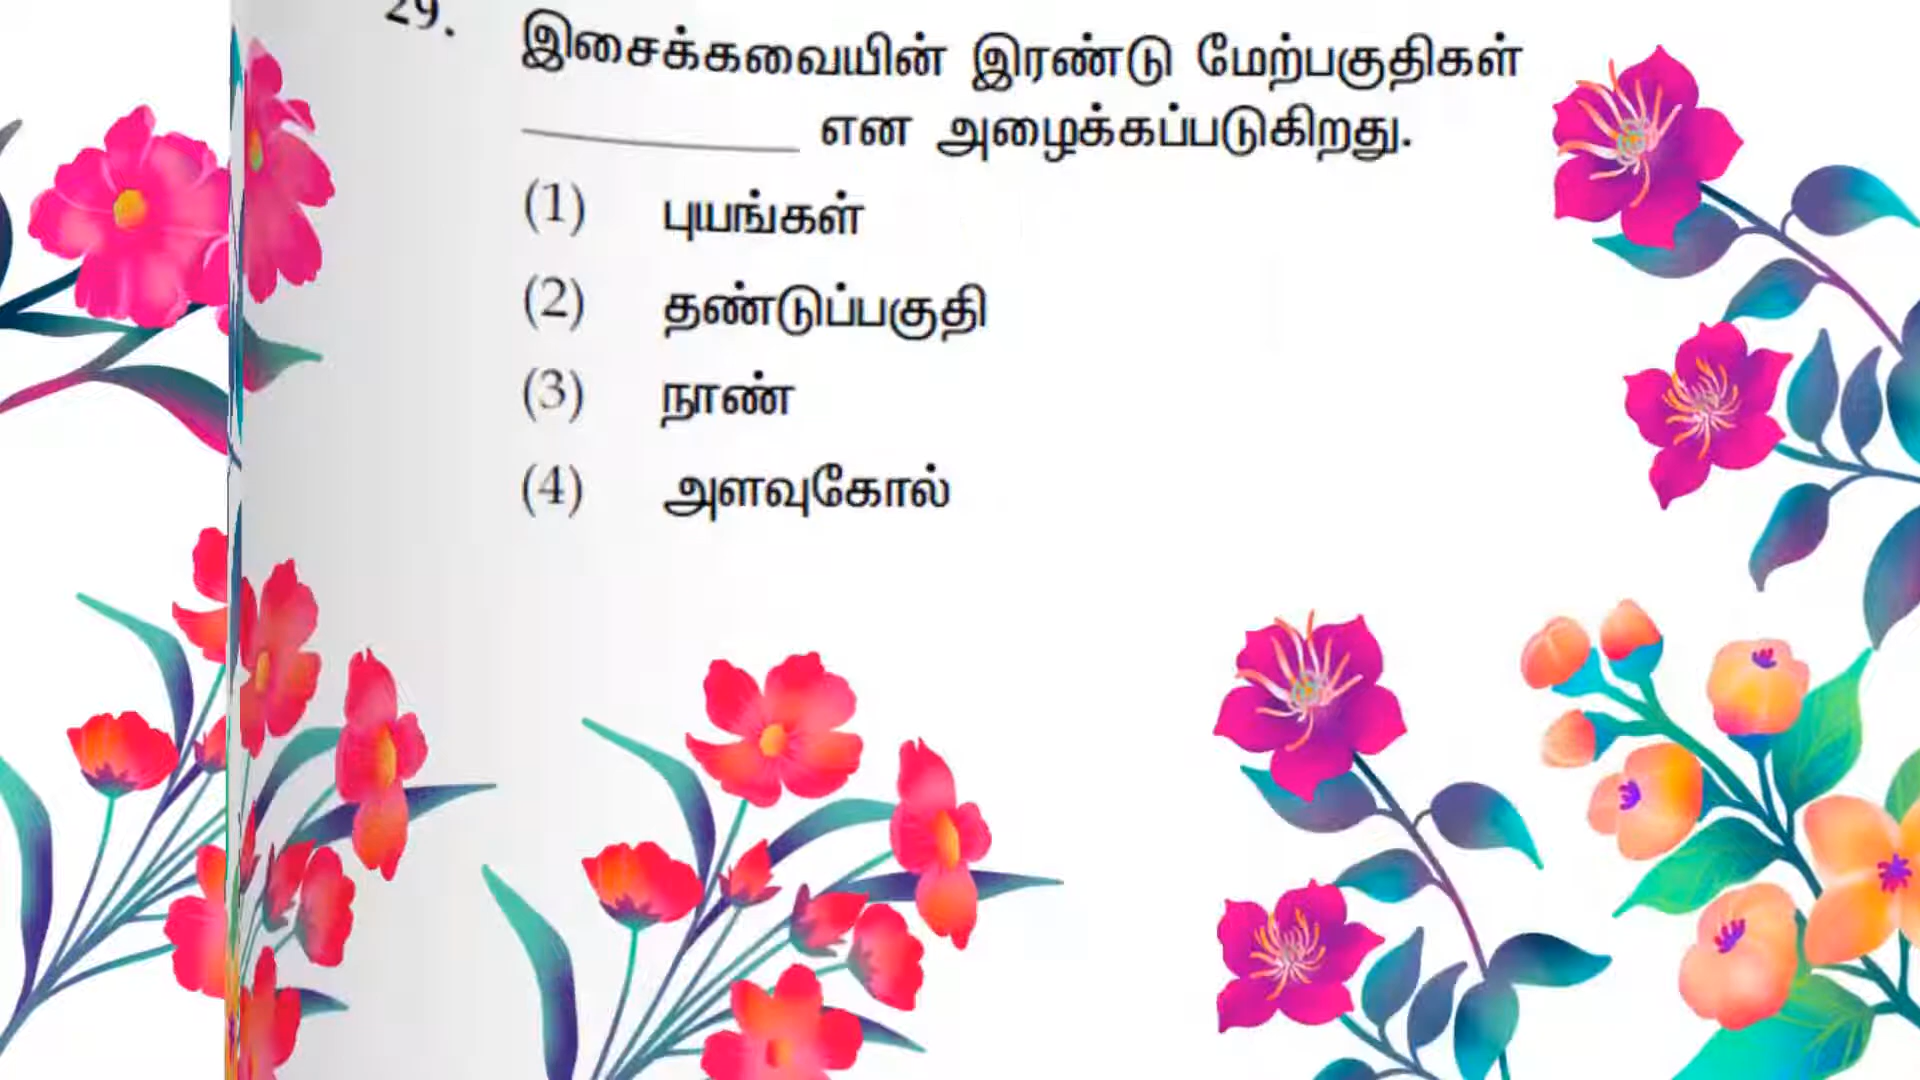 29. இசைக்கவையின் இரண்டு மேற்பகுதிகள்
__________ என அழைக்கப்படுகிறது.
(1) புயங்கள்
(2) தண்டுப்பகுதி
(3) நாண்
(4) அளவுகோல்